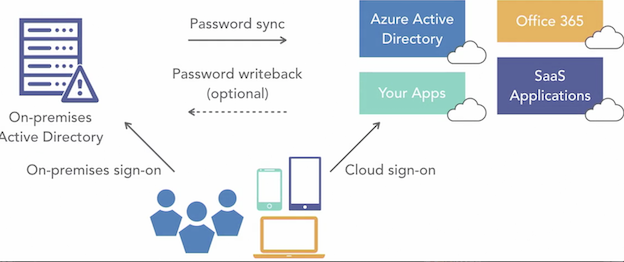 Password sync
Azure Active
Directory
Office 365
Password writeback
(optional)
Your Apps
SaaS
Applications
On-premises
Active Directory
On-premises sign-on
Cloud sign-on